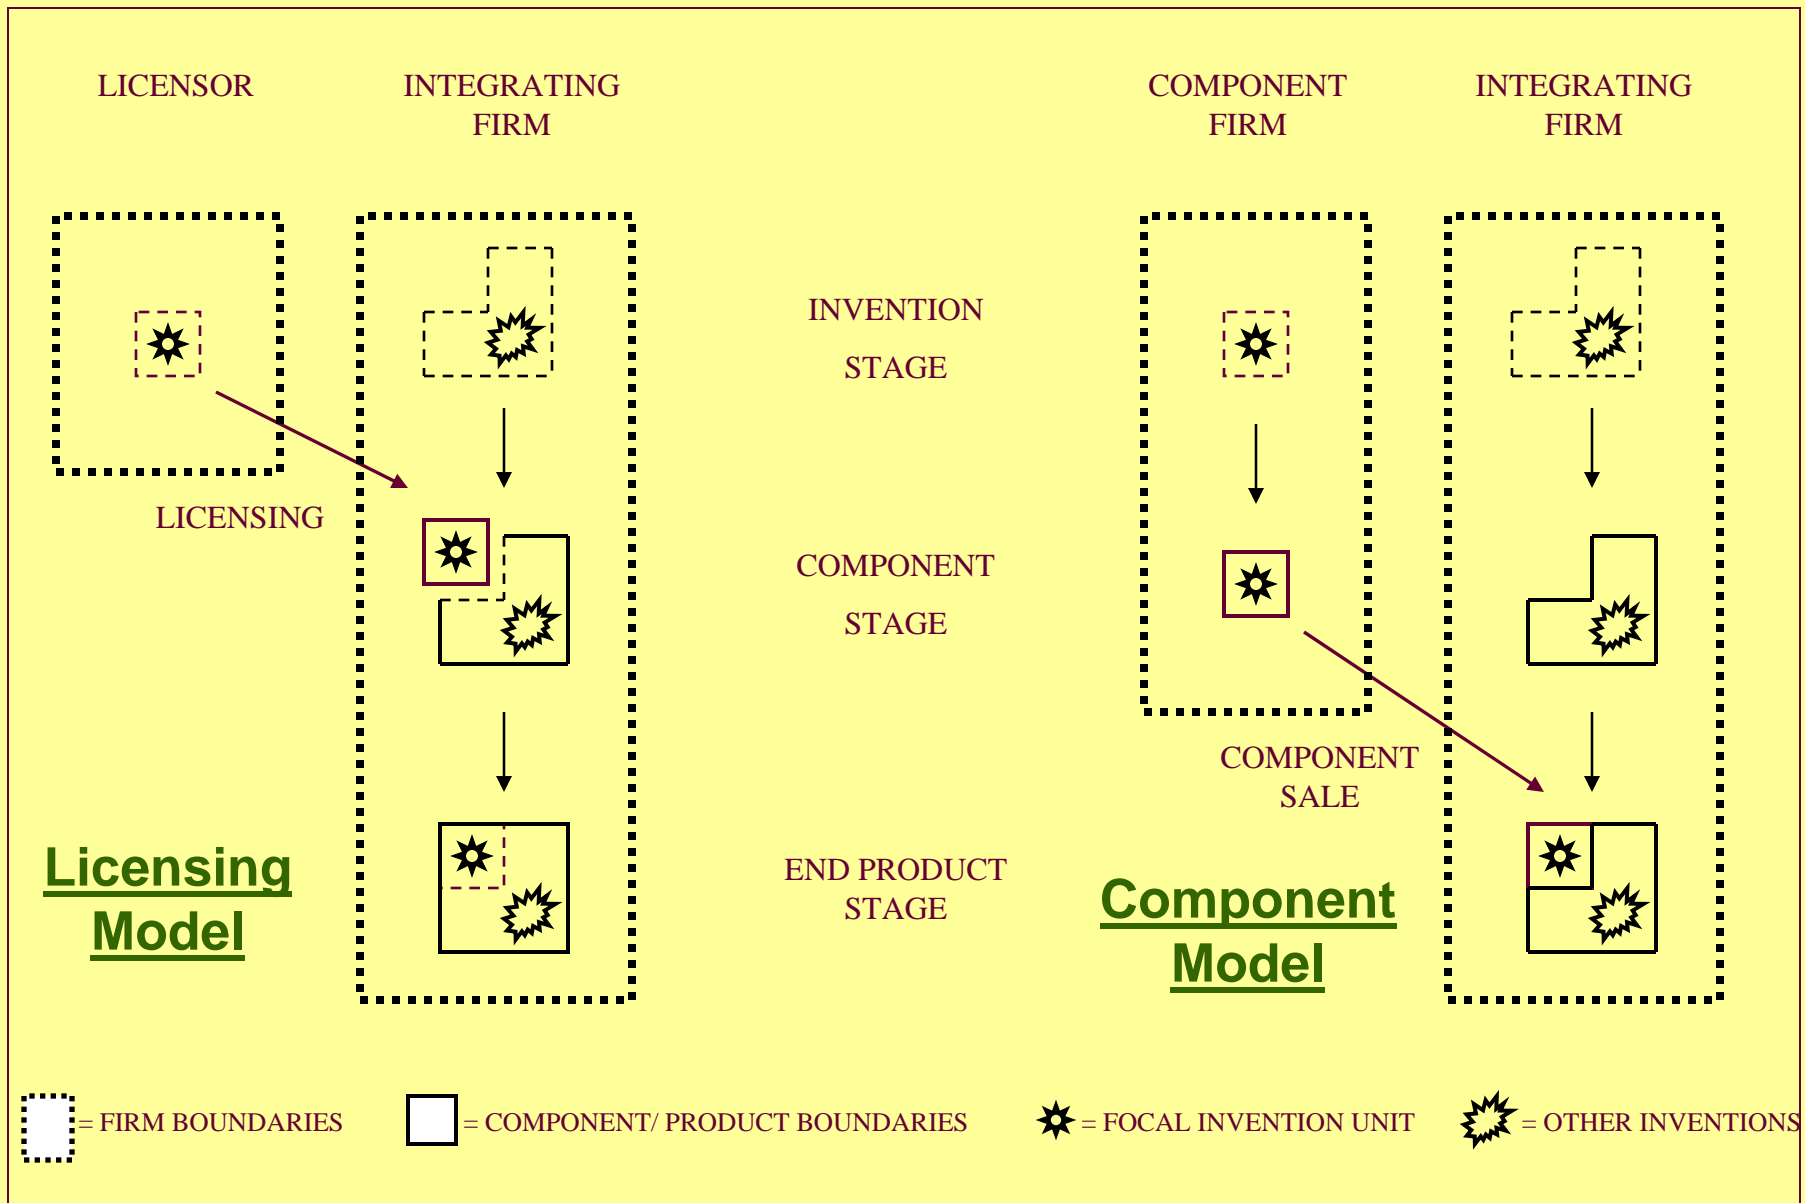 LICENSOR
INTEGRATING
FIRM
COMPONENT
FIRM
INTEGRATING
FIRM
INVENTION
STAGE
LICENSING
COMPONENT
STAGE
COMPONENT
SALE
Licensing
Model
END PRODUCT
STAGE
Component
Model
= FIRM BOUNDARIES
= COMPONENT/ PRODUCT BOUNDARIES
= FOCAL INVENTION UNIT
= OTHER INVENTIONS